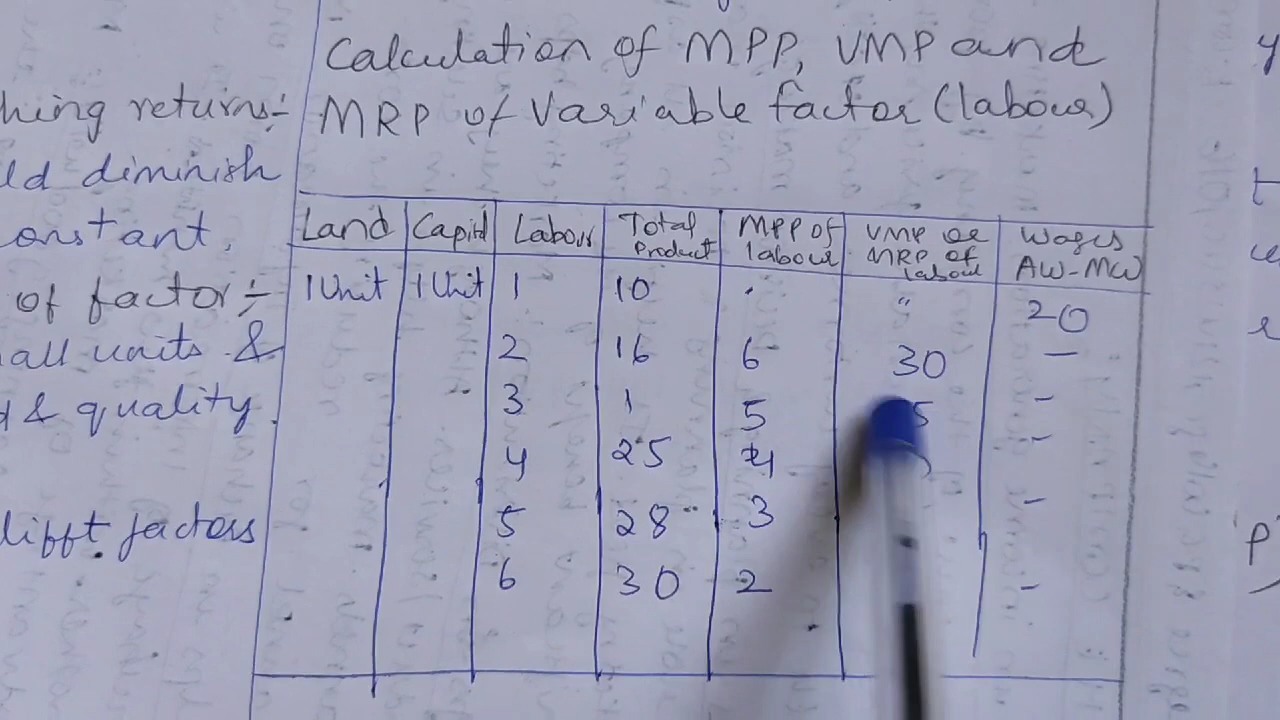 Calculation of MPP, VMP and
MRP of Variable factor (labour)
hing returns:-
ld diminish
onstant.
of factor:-
all units &
d & quality
difft factors
Land Capital Labour Total Product MPP of labour VMP or MRP of labour Wages AW-MW
1 Unit 1 Unit 1 10 . " 20
2 16 6 30 —
3 1 5 5 -
4 25 4 -
5 28 3 -
6 30 2 -
y
t
e
P